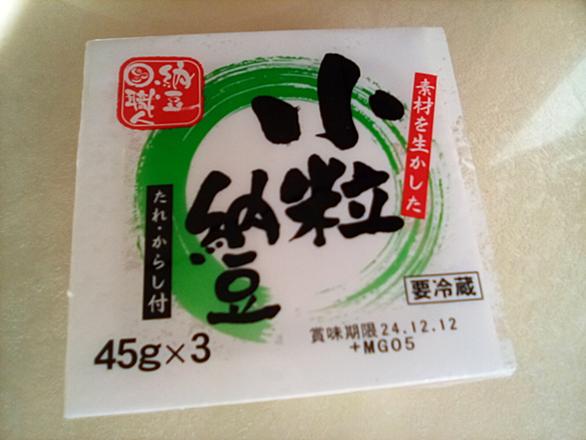 納豆
職人
小粒
納豆
素材を生かした
たれ・からし付
要冷蔵
45g×3
賞味期限24.12.12
+MG05